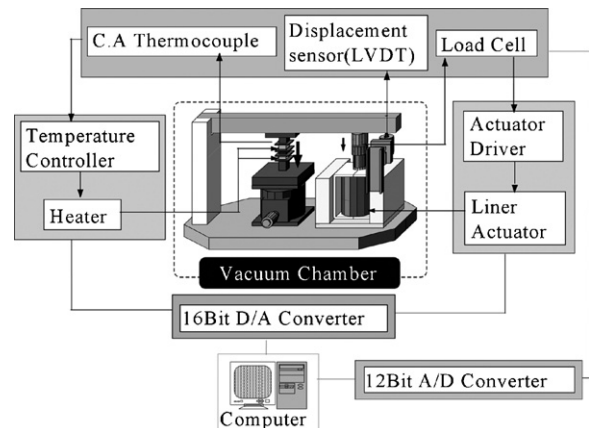 C.A Thermocouple
Displacement
sensor(LVDT)
Load Cell
Temperature
Controller
Heater
Actuator
Driver
Liner
Actuator
Vacuum Chamber
16Bit D/A Converter
12Bit A/D Converter
Computer